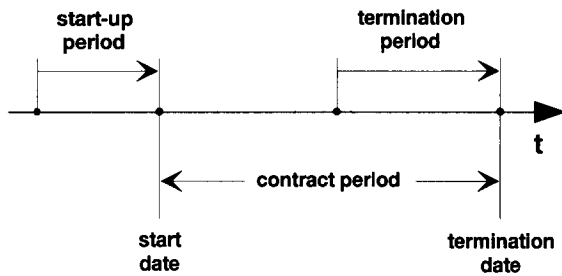 start-up
period
termination
period
t
contract period
start
date
termination
date